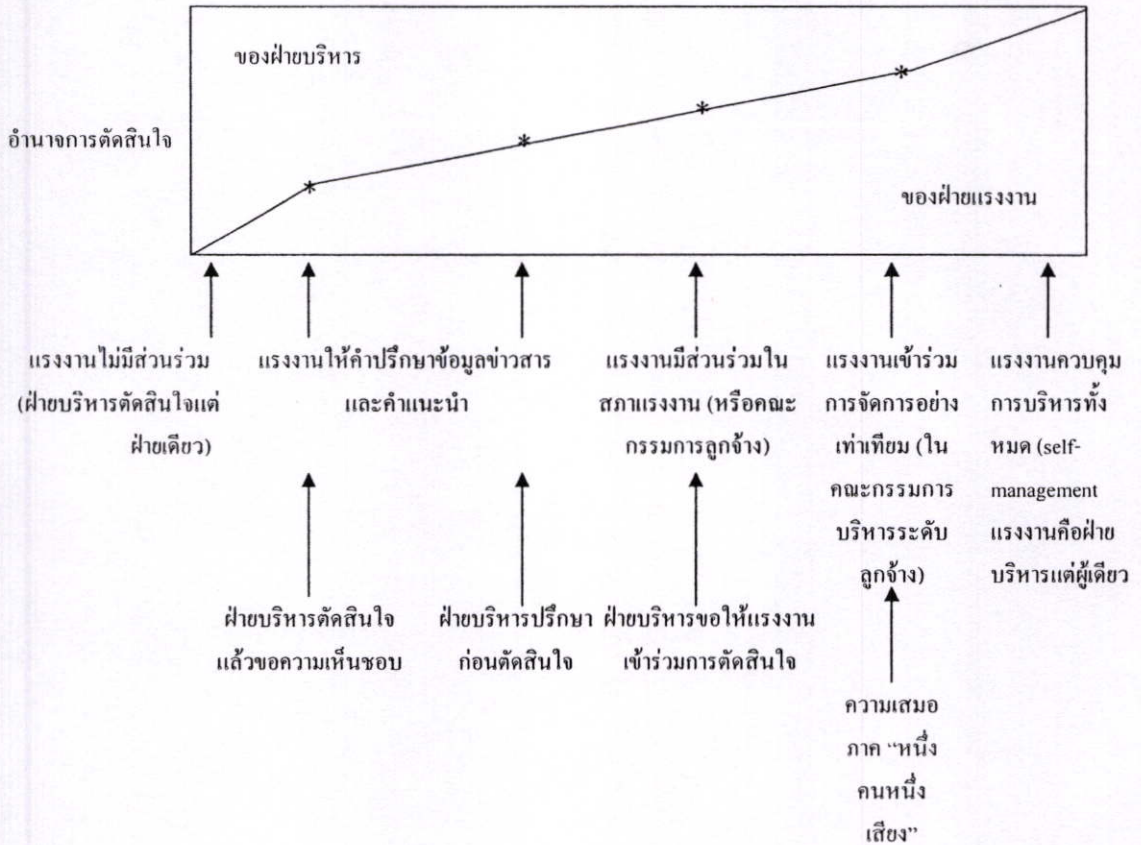 ของฝ่ายบริหาร
อำนาจการตัดสินใจ
ของฝ่ายแรงงาน
แรงงานไม่มีส่วนร่วม
(ฝ่ายบริหารตัดสินใจแต่
ฝ่ายเดียว)
แรงงานให้คำปรึกษาข้อมูลข่าวสาร
และคำแนะนำ
แรงงานมีส่วนร่วมใน
สภาแรงงาน (หรือคณะ
กรรมการลูกจ้าง)
แรงงานเข้าร่วม
การจัดการอย่าง
เท่าเทียม (ใน
คณะกรรมการ
บริหารระดับ
ลูกจ้าง)
แรงงานควบคุม
การบริหารทั้ง
หมด (self-
management
แรงงานคือฝ่าย
บริหารแต่ผู้เดียว
ฝ่ายบริหารตัดสินใจ
แล้วขอความเห็นชอบ
ฝ่ายบริหารปรึกษา
ก่อนตัดสินใจ
ฝ่ายบริหารขอให้แรงงาน
เข้าร่วมการตัดสินใจ
ความเสมอ
ภาค “หนึ่ง
คนหนึ่ง
เสียง”